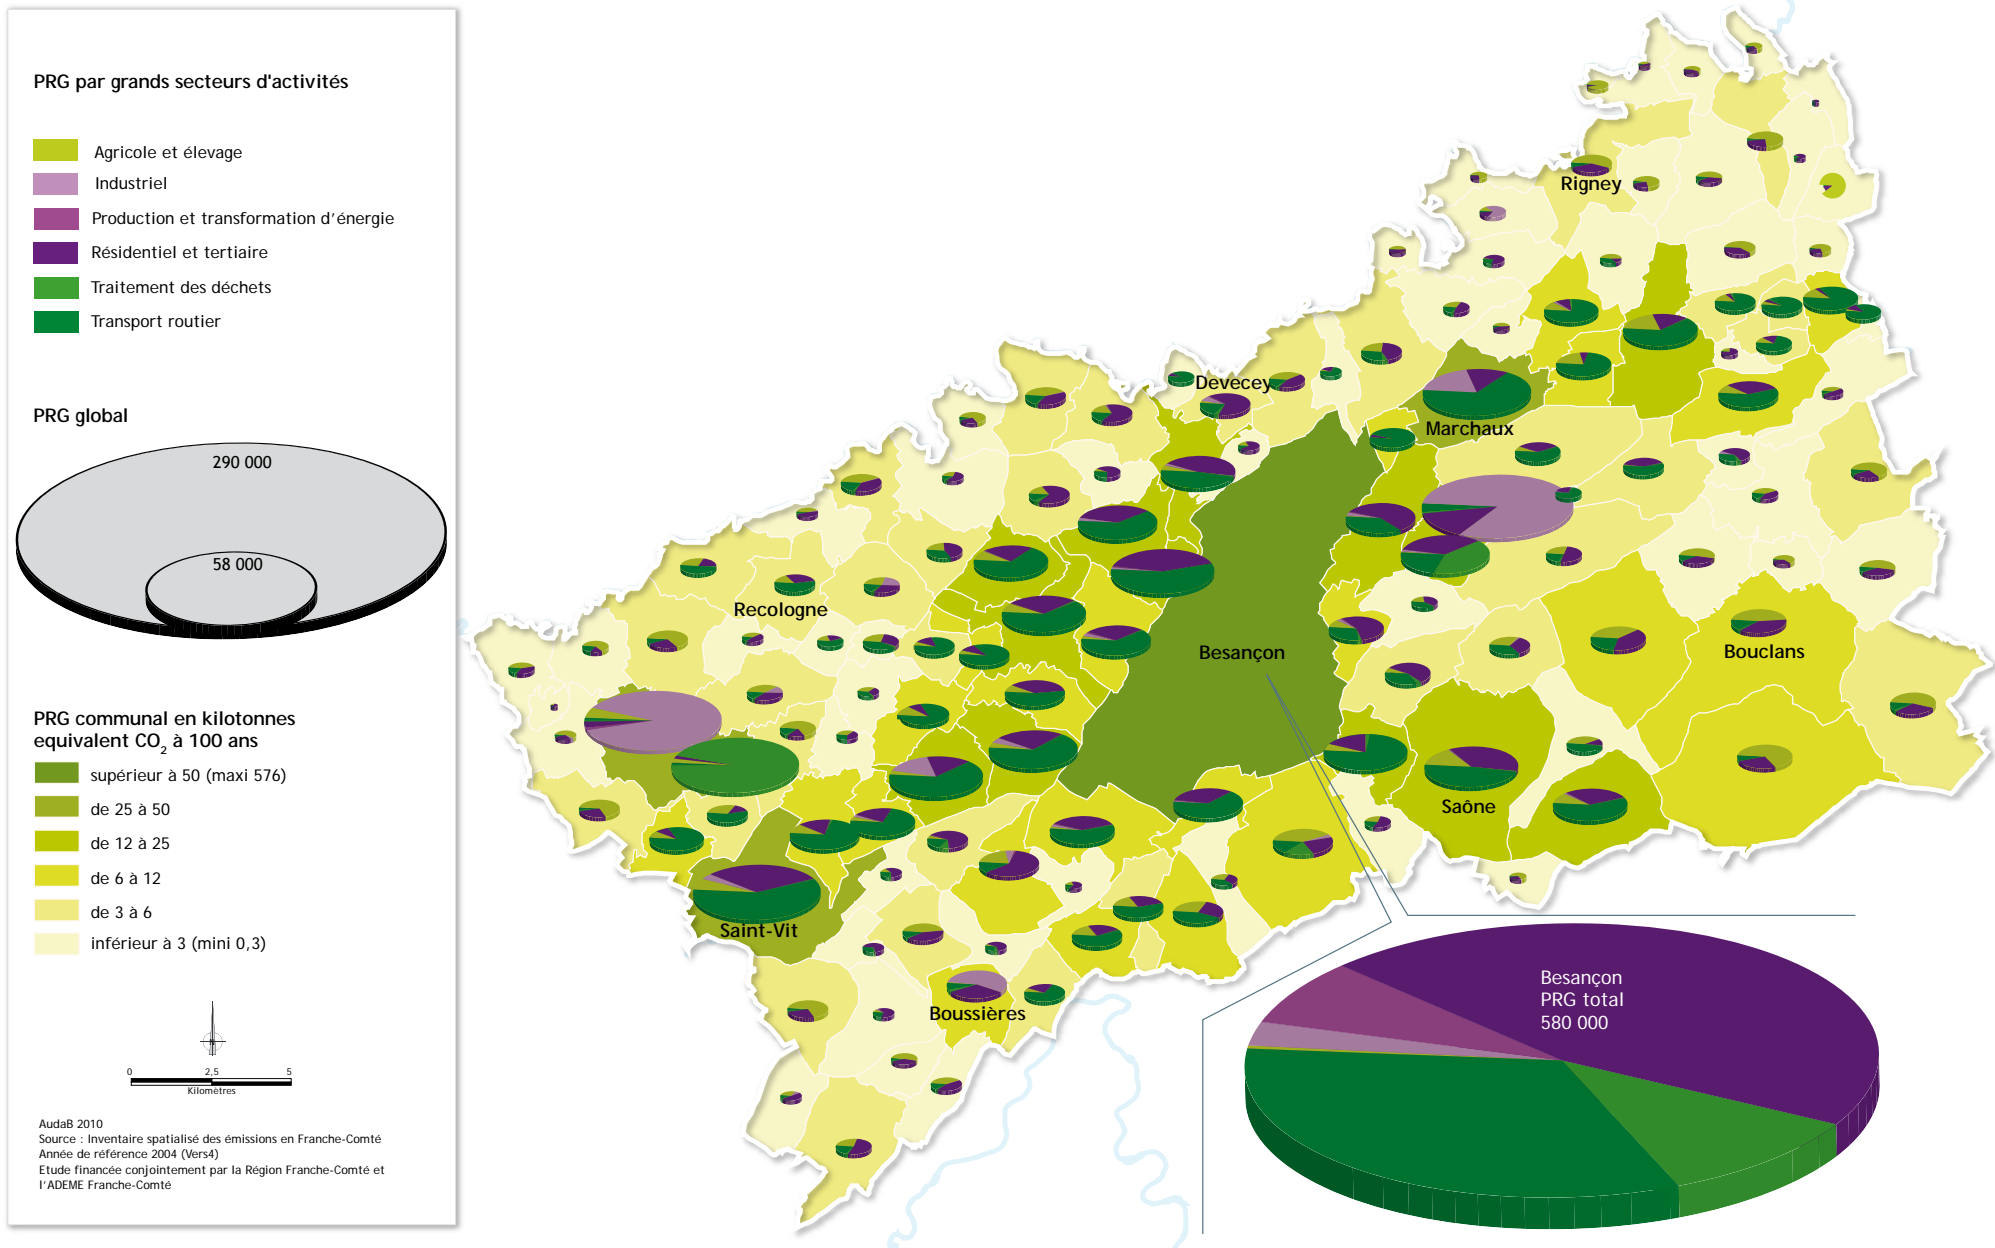 PRG par grands secteurs d'activités
Agricole et élevage
Industriel
Production et transformation d'énergie
Résidentiel et tertiaire
Traitement des déchets
Transport routier
PRG global
290 000
58 000
PRG communal en kilotonnes
equivalent CO2 à 100 ans
supérieur à 50 (maxi 576)
de 25 à 50
de 12 à 25
de 6 à 12
de 3 à 6
inférieur à 3 (mini 0,3)
N
0 2,5 5
Kilomètres
AudaB 2010
Source : Inventaire spatialisé des émissions en Franche-Comté
Année de référence 2004 (Vers4)
Etude financée conjointement par la Région Franche-Comté et
l'ADEME Franche-Comté
Rigney
Devecey
Marchaux
Recologne
Besançon
Bouclans
Saône
Saint-Vit
Boussières
Besançon
PRG total
580 000